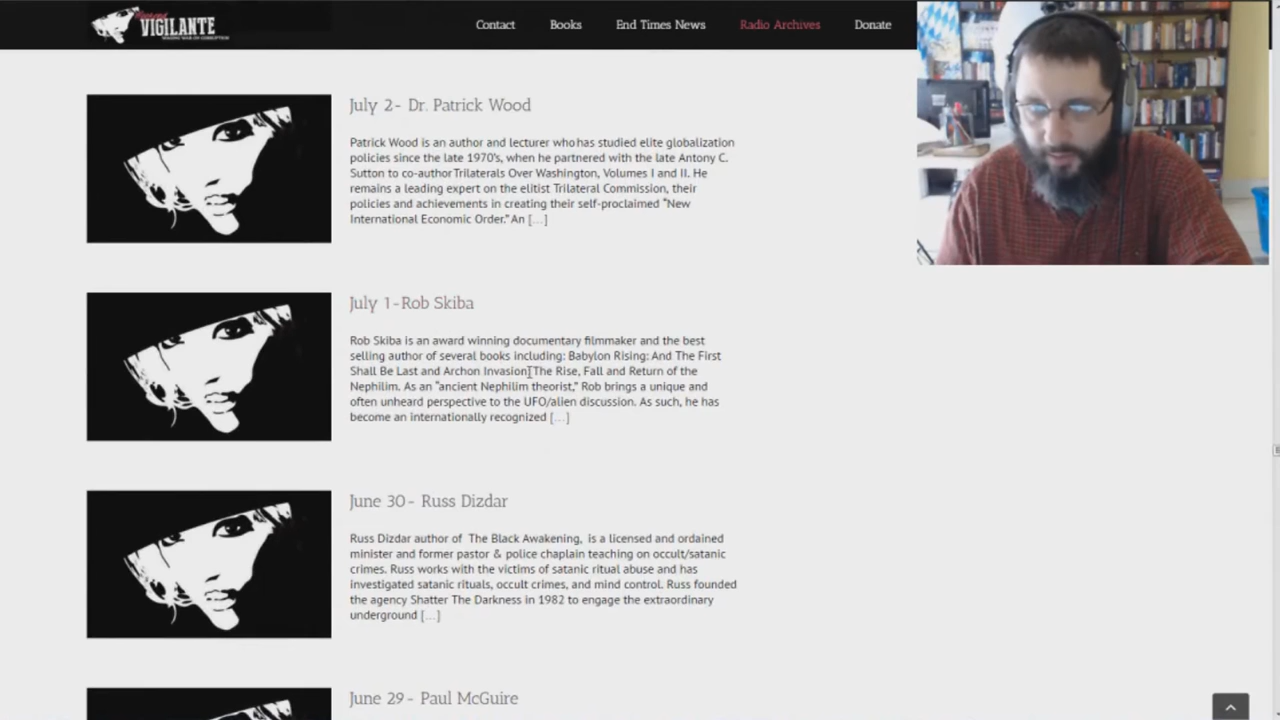 VIGILANTE
Contact
Books
End Times News
Radio Archives
Donate
July 2- Dr. Patrick Wood
Patrick Wood is an author and lecturer who has studied elite globalization
policies since the late 1970's, when he partnered with the late Antony C.
Sutton to co-author Trilaterals Over Washington, Volumes I and II. He
remains a leading expert on the elitist Trilateral Commission, their
policies and achievements in creating their self-proclaimed "New
International Economic Order." An [...]
July 1-Rob Skiba
Rob Skiba is an award winning documentary filmmaker and the best
selling author of several books including: Babylon Rising: And The First
Shall Be Last and Archon Invasion The Rise, Fall and Return of the
Nephilim. As an "ancient Nephilim theorist," Rob brings a unique and
often unheard perspective to the UFO/alien discussion. As such, he has
become an internationally recognized [...]
June 30- Russ Dizdar
Russ Dizdar author of The Black Awakening, is a licensed and ordained
minister and former pastor & police chaplain teaching on occult/satanic
crimes. Russ works with the victims of satanic ritual abuse and has
investigated satanic rituals, occult crimes, and mind control. Russ founded
the agency Shatter The Darkness in 1982 to engage the extraordinary
underground [...]
June 29- Paul McGuire